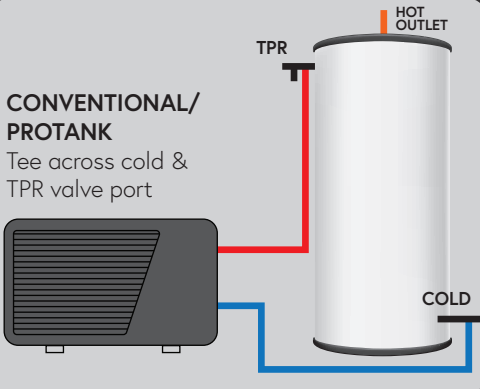 HOT
OUTLET
TPR
CONVENTIONAL/
PROTANK
Tee across cold &
TPR valve port
COLD